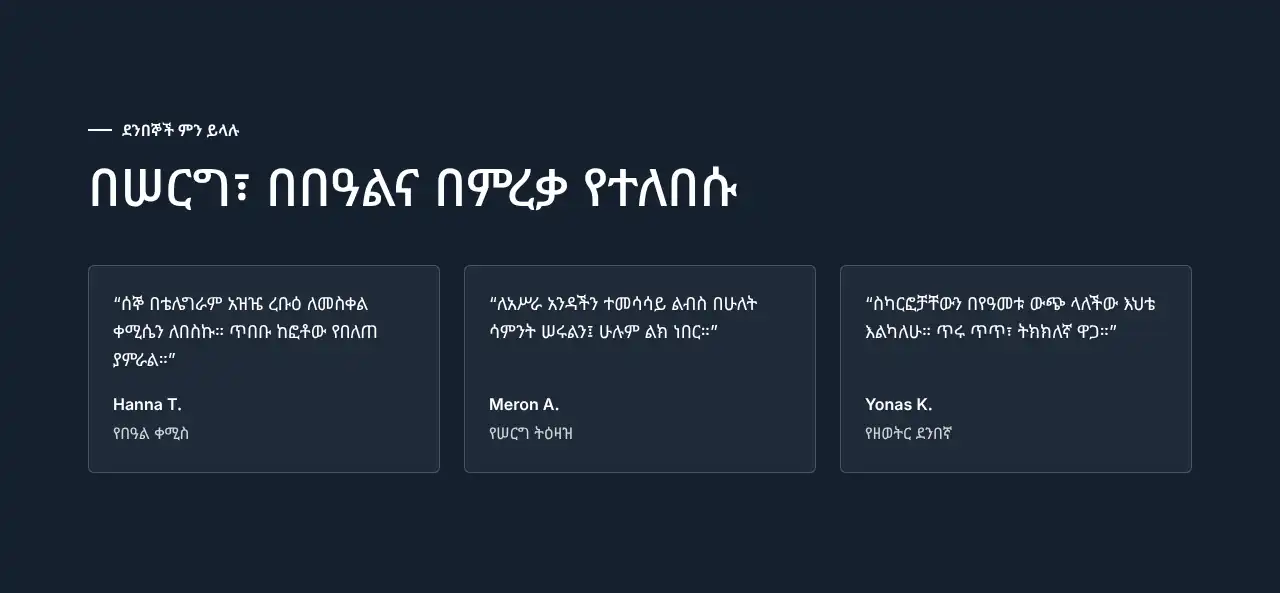 ደንበኞች ምን ይላሉ
በሠርግ፣ በበዓልና በምረቃ የተለበሱ
“ሰኞ በቴሌግራም አዝዤ ረቡዕ ለመስቀል
ቀሚሴን ለበስኩ። ጥበቡ ከፎቶው የበለጠ
ያምራል።”
Hanna T.
የበዓል ቀሚስ
“ለአሥራ አንዳችን ተመሳሳይ ልብስ በሁለት
ሳምንት ሠሩልን፤ ሁሉም ልክ ነበር።”
Meron A.
የሠርግ ትዕዛዝ
“ስካርፎቻቸውን በየዓመቱ ውጭ ላለችው እህቴ
እልካለሁ። ጥሩ ጥጥ፣ ትክክለኛ ዋጋ።”
Yonas K.
የዘወትር ደንበኛ